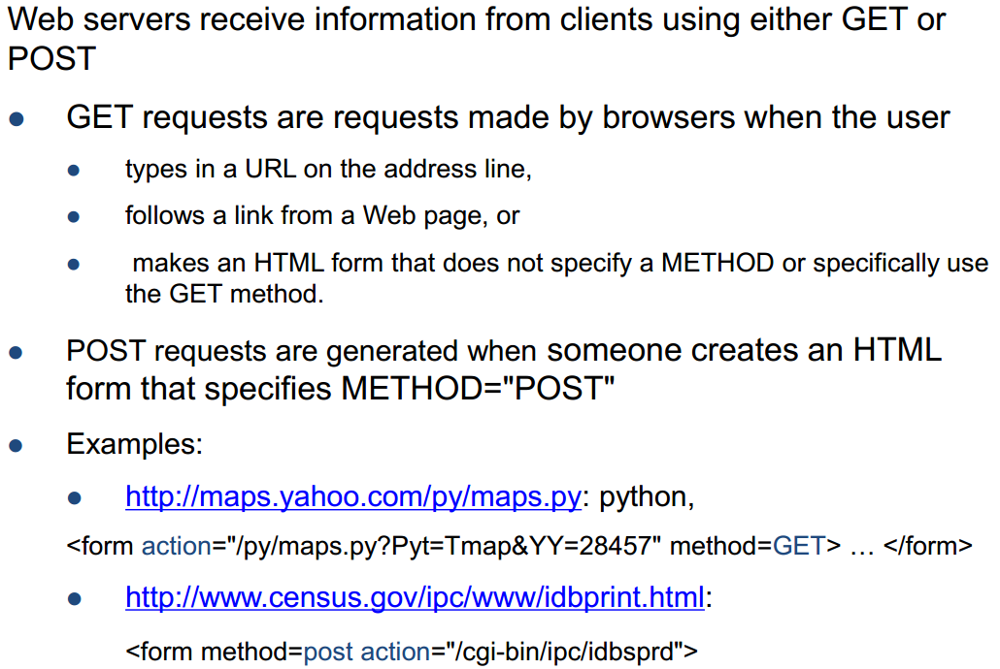 Web servers receive information from clients using either GET or
POST
● GET requests are requests made by browsers when the user
● types in a URL on the address line,
● follows a link from a Web page, or
● makes an HTML form that does not specify a METHOD or specifically use
the GET method.
● POST requests are generated when someone creates an HTML
form that specifies METHOD="POST"
● Examples:
● http://maps.yahoo.com/py/maps.py: python,
<form action="/py/maps.py?Pyt=Tmap&YY=28457" method=GET> … </form>
● http://www.census.gov/ipc/www/idbprint.html:
<form method=post action="/cgi-bin/ipc/idbsprd">